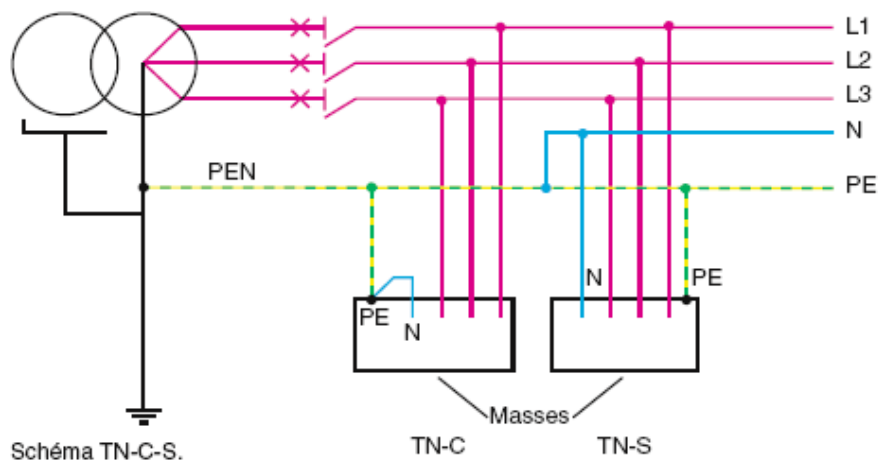 L1
L2
L3
N
PEN
PE
N
PE
PE
N
Masses
TN-C
TN-S
Schéma TN-C-S.